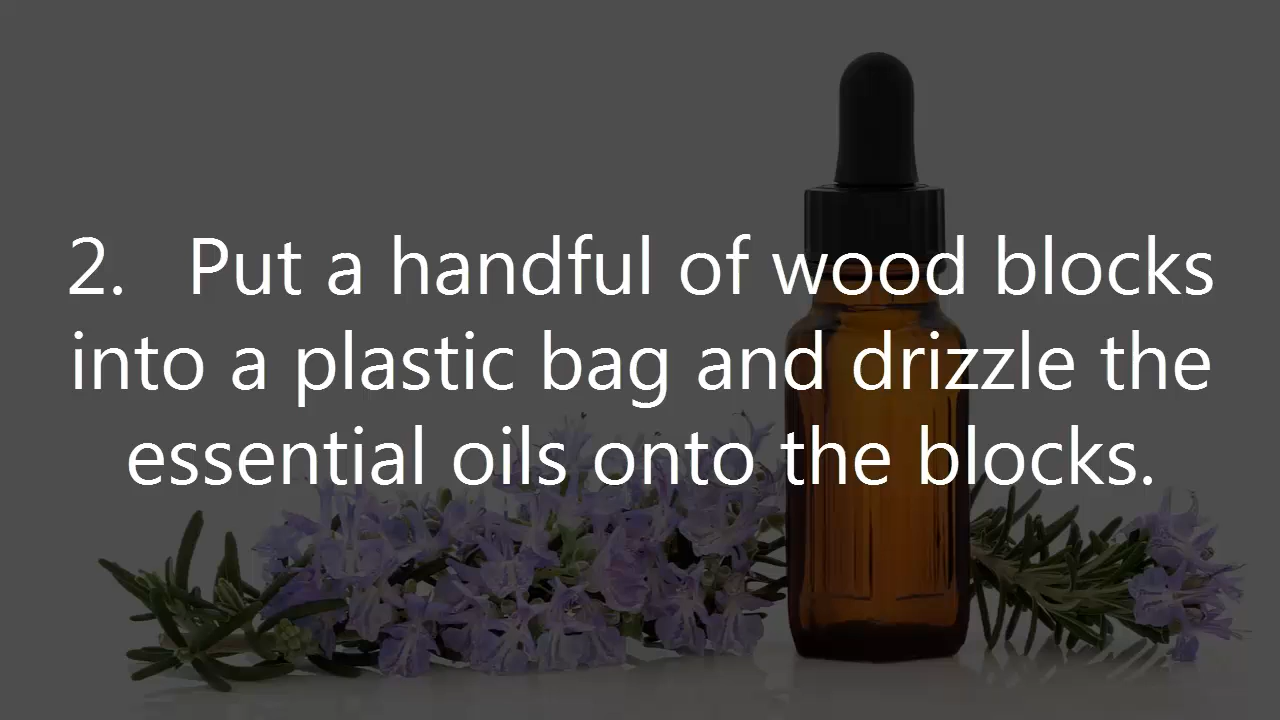 2. Put a handful of wood blocks
into a plastic bag and drizzle the
essential oils onto the blocks.